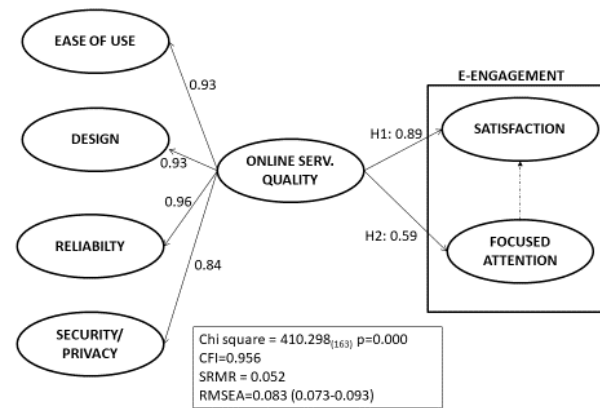 EASE OF USE
0.93
DESIGN
0.93
RELIABILTY
0.96
SECURITY/
PRIVACY
0.84
ONLINE SERV.
QUALITY
H1: 0.89
H2: 0.59
E-ENGAGEMENT
SATISFACTION
FOCUSED
ATTENTION
Chi square = 410.298(163) p=0.000
CFI=0.956
SRMR = 0.052
RMSEA=0.083 (0.073-0.093)